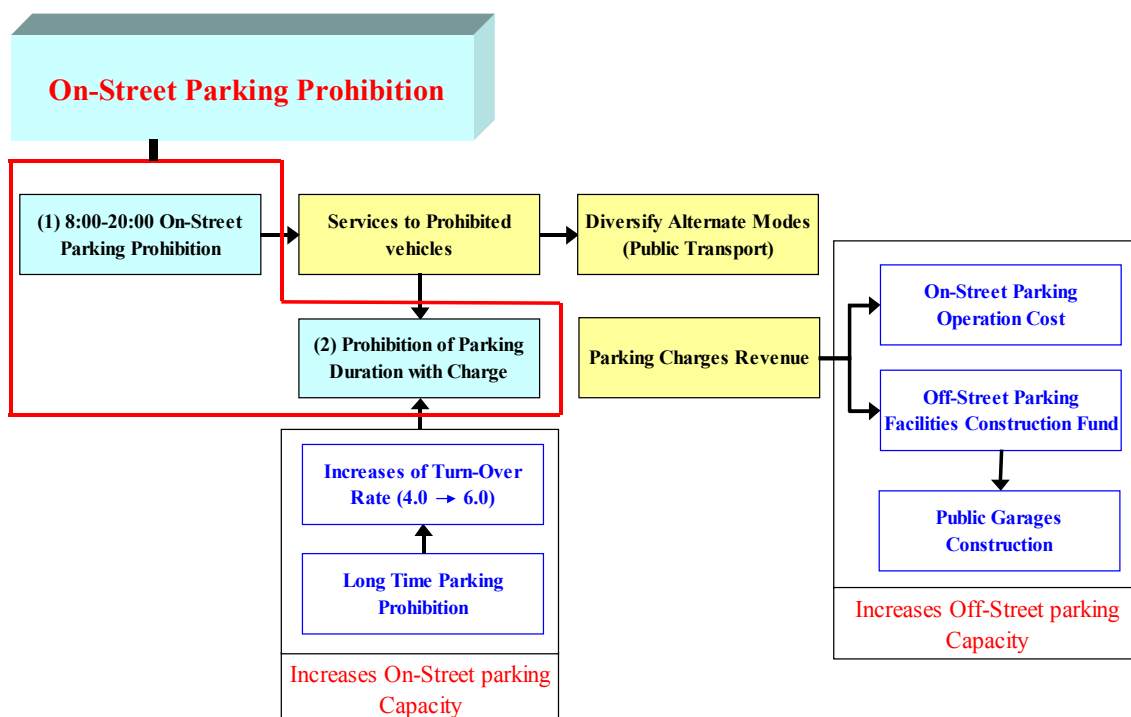 On-Street Parking Prohibition
(1) 8:00-20:00 On-Street
Parking Prohibition
Services to Prohibited
vehicles
Diversify Alternate Modes
(Public Transport)
(2) Prohibition of Parking
Duration with Charge
Parking Charges Revenue
On-Street Parking
Operation Cost
Off-Street Parking
Facilities Construction Fund
Public Garages
Construction
Increases Off-Street parking
Capacity
Increases of Turn-Over
Rate (4.0 → 6.0)
Long Time Parking
Prohibition
Increases On-Street parking
Capacity